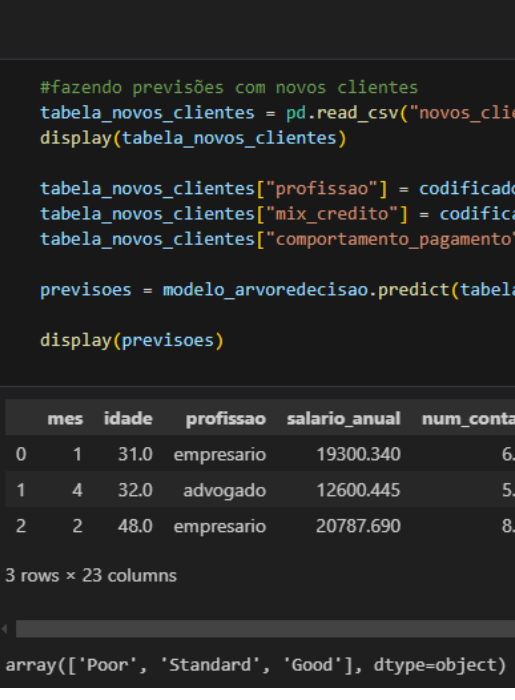 #fazendo previsões com novos clientes
tabela_novos_clientes = pd.read_csv("novos_clie
display(tabela_novos_clientes)
tabela_novos_clientes["profissao"] = codificado
tabela_novos_clientes["mix_credito"] = codifica
tabela_novos_clientes["comportamento_pagamento"
previsoes = modelo_arvoredecisao.predict(tabela
display(previsoes)
mes idade profissao salario_anual num_conta
0 1 31.0 empresario 19300.340 6.
1 4 32.0 advogado 12600.445 5.
2 2 48.0 empresario 20787.690 8.
3 rows × 23 columns
array(['Poor', 'Standard', 'Good'], dtype=object)